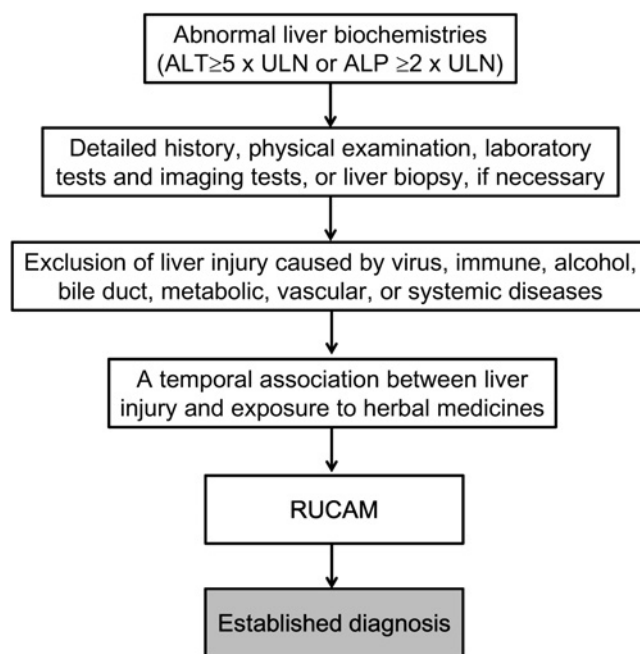 Abnormal liver biochemistries
(ALT≥5 x ULN or ALP ≥2 x ULN)
Detailed history, physical examination, laboratory
tests and imaging tests, or liver biopsy, if necessary
Exclusion of liver injury caused by virus, immune, alcohol,
bile duct, metabolic, vascular, or systemic diseases
A temporal association between liver
injury and exposure to herbal medicines
RUCAM
Established diagnosis